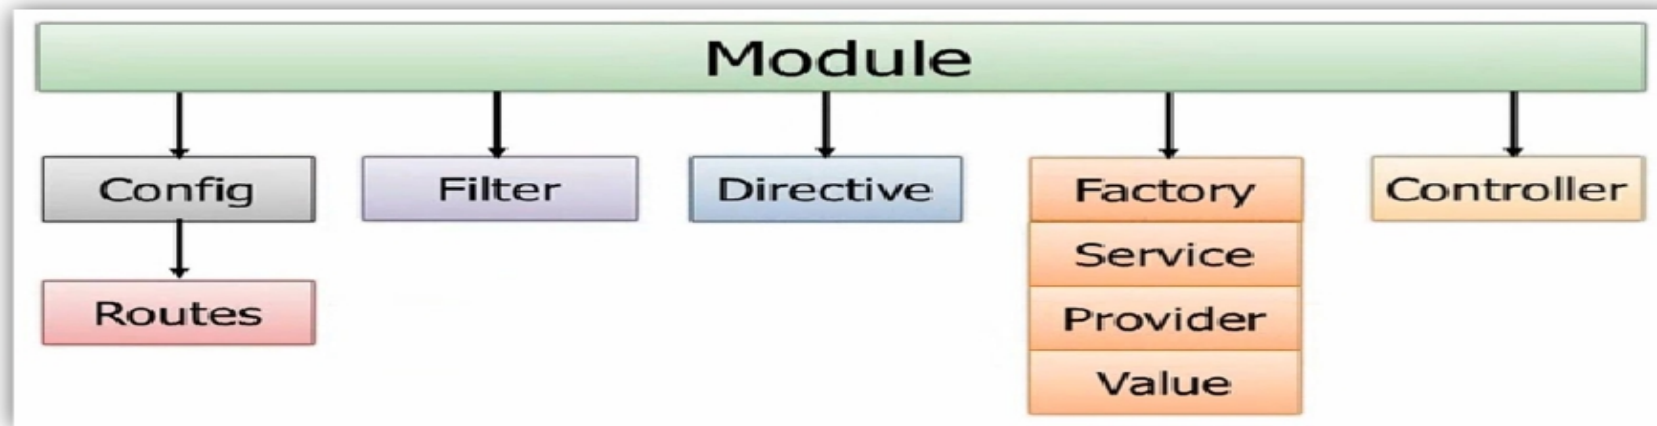 Module
Config
Filter
Directive
Factory
Controller
Service
Provider
Value
Routes